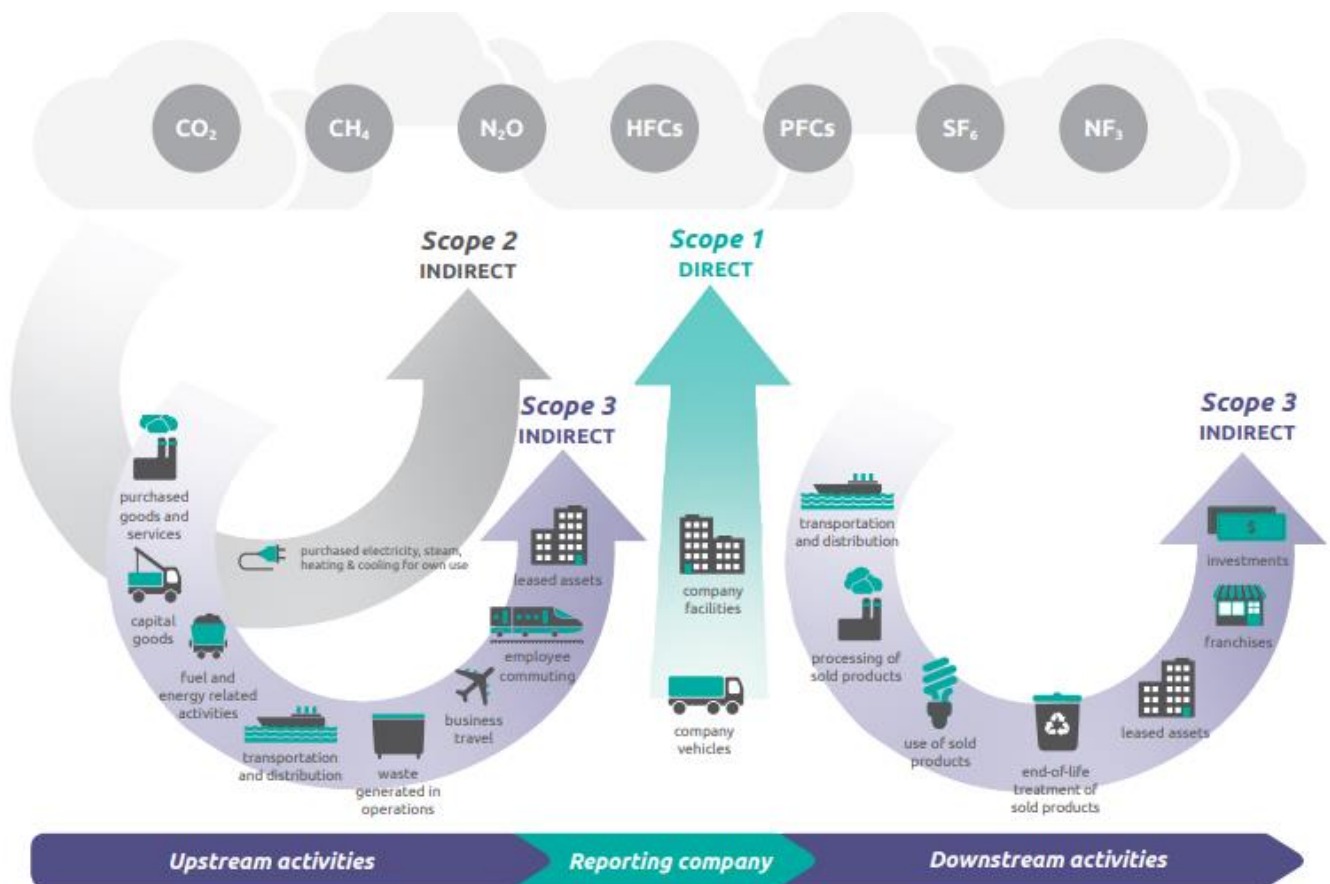 CO₂
CH₄
N₂O
HFCs
PFCs
SF₆
NF₃
Scope 2
INDIRECT
Scope 1
DIRECT
Scope 3
INDIRECT
Scope 3
INDIRECT
purchased
goods and
services
capital
goods
fuel and
energy related
activities
transportation
and distribution
waste
generated in
operations
business
travel
employee
commuting
leased assets
purchased electricity, steam,
heating & cooling for own use
company
facilities
company
vehicles
transportation
and distribution
processing of
sold products
use of sold
products
end-of-life
treatment of
sold products
leased assets
franchises
$
investments
Upstream activities
Reporting company
Downstream activities